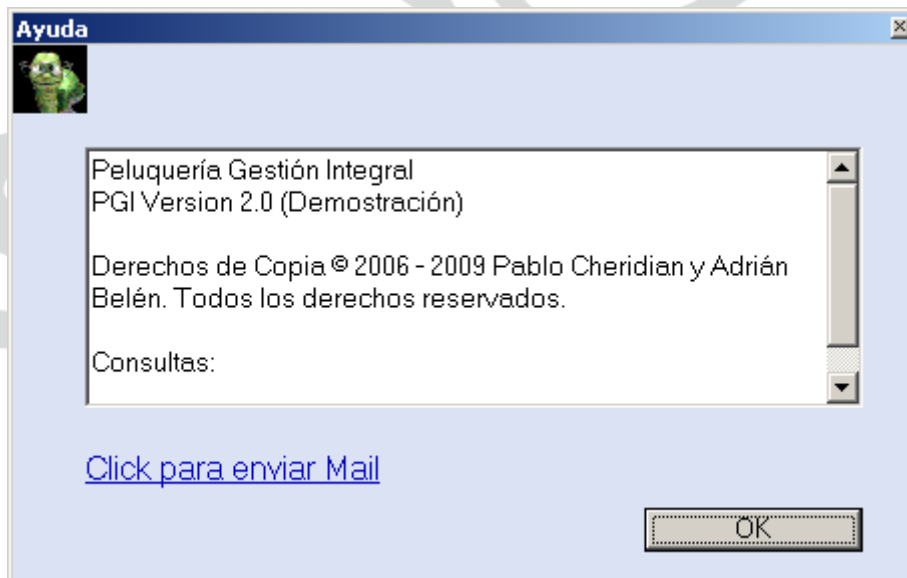 Ayuda
Peluquería Gestión Integral
PGI Version 2.0 (Demostración)
Derechos de Copia © 2006 - 2009 Pablo Cheridian y Adrián
Belén. Todos los derechos reservados.
Consultas:
Click para enviar Mail
OK